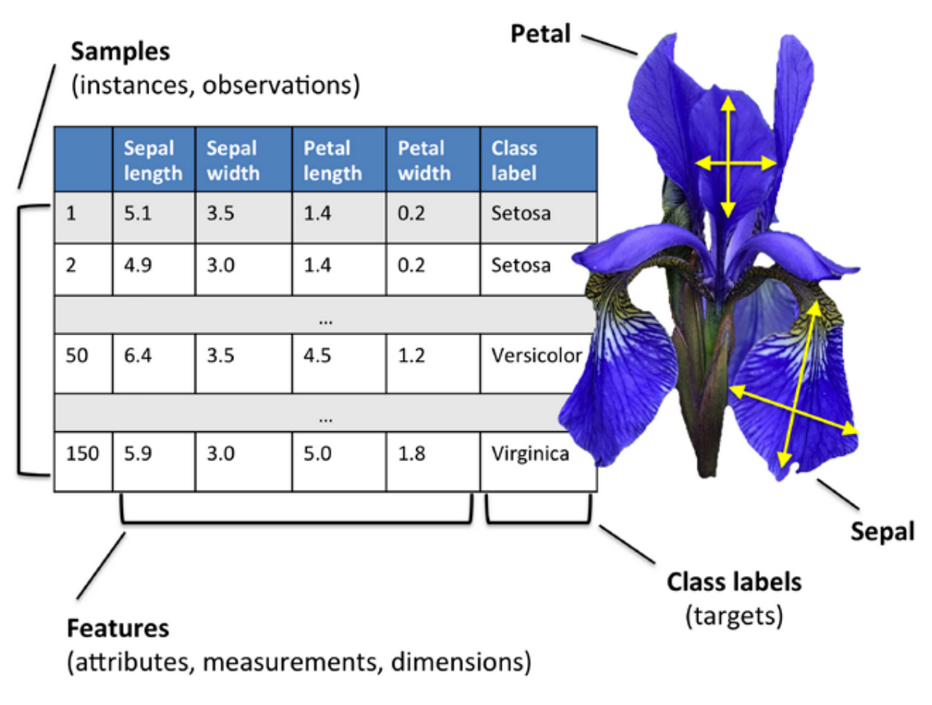 Petal
Samples
(instances, observations)
Sepal length Sepal width Petal length Petal width Class label
1 5.1 3.5 1.4 0.2 Setosa
2 4.9 3.0 1.4 0.2 Setosa
...
50 6.4 3.5 4.5 1.2 Versicolor
...
150 5.9 3.0 5.0 1.8 Virginica
Sepal
Class labels
(targets)
Features
(attributes, measurements, dimensions)